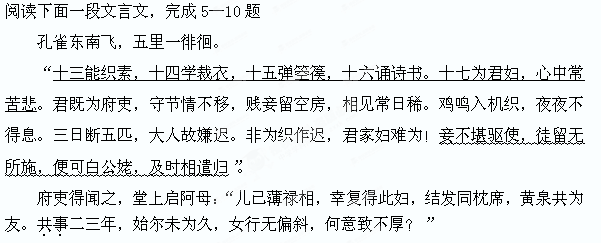 阅读下面一段文言文，完成5—10题
孔雀东南飞，五里一徘徊。
“十三能织素，十四学裁衣，十五弹箜篌，十六诵诗书。十七为君妇，心中常
苦悲。君既为府吏，守节情不移，贱妾留空房，相见常日稀。鸡鸣入机织，夜夜不
得息。三日断五匹，大人故嫌迟。非为织作迟，君家妇难为！妾不堪驱使，徒留无
所施，便可白公姥，及时相遣归”。
府吏得闻之，堂上启阿母：“儿已薄禄相，幸复得此妇，结发同枕席，黄泉共为
友。共事二三年，始尔未为久，女行无偏斜，何意致不厚？”